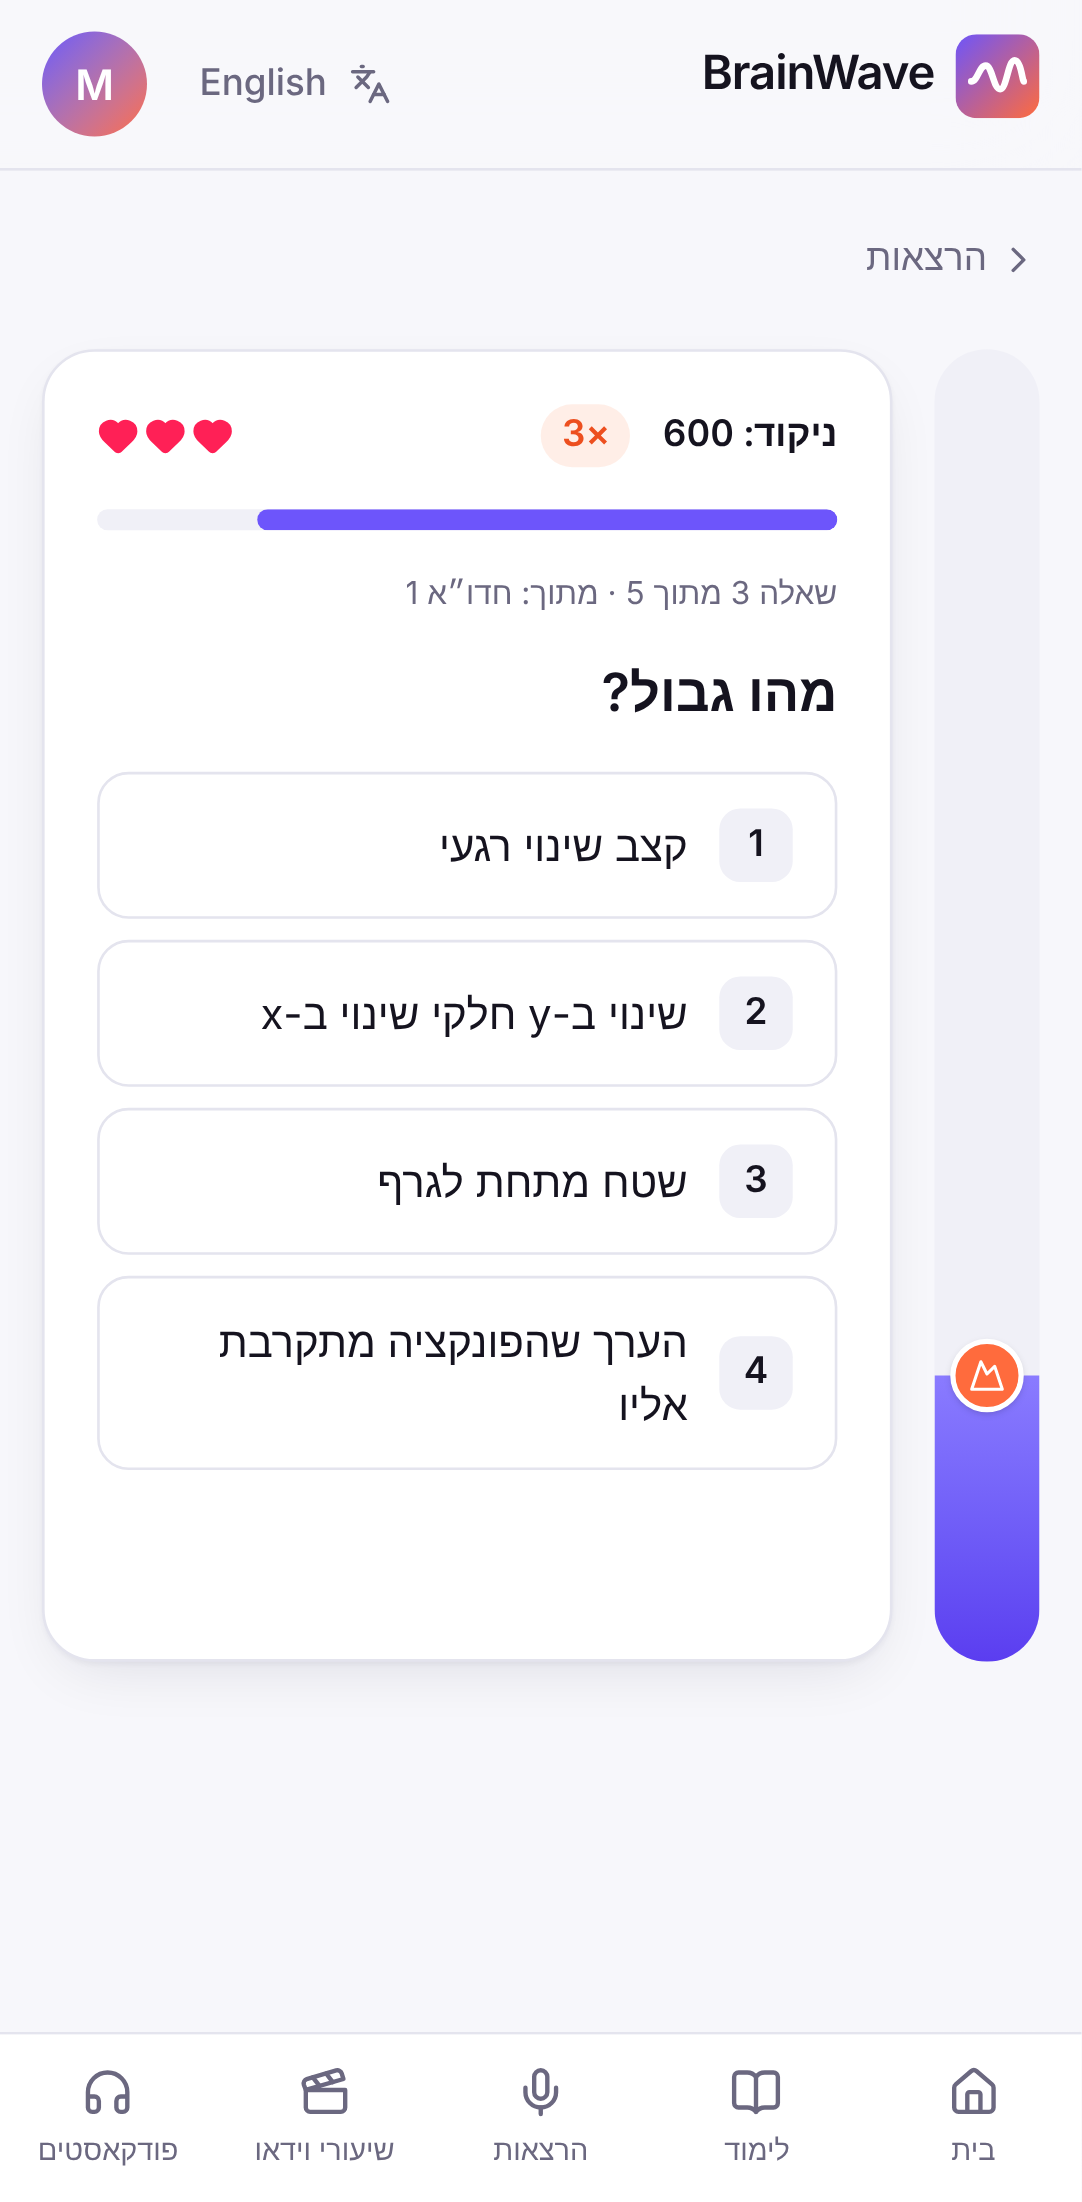 BrainWave
English
M
הרצאות
ניקוד: 600
×3
שאלה 3 מתוך 5 · מתוך: חדו״א 1
מהו גבול?
1 קצב שינוי רגעי
2 שינוי ב-y חלקי שינוי ב-x
3 שטח מתחת לגרף
4 הערך שהפונקציה מתקרבת
אליו
בית
לימוד
הרצאות
שיעורי וידאו
פודקאסטים